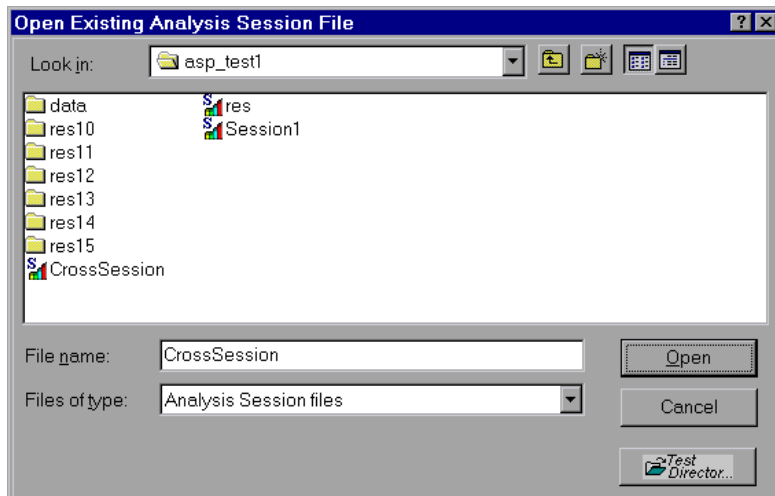 Open Existing Analysis Session File
Look in:
asp_test1
data
res10
res11
res12
res13
res14
res15
CrossSession
res
Session1
File name:
CrossSession
Open
Files of type:
Analysis Session files
Cancel
Test
Director...